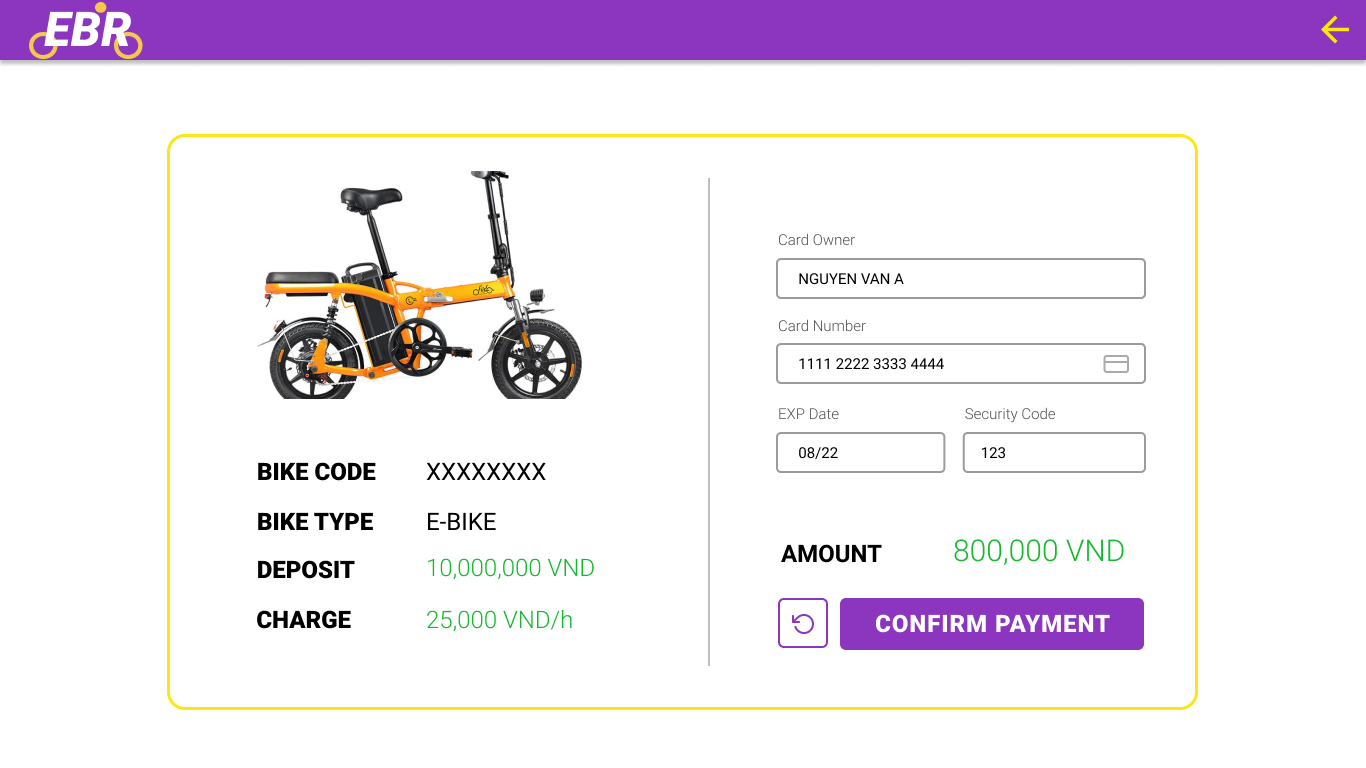 EBR
BIKE CODE XXXXXXXX
BIKE TYPE E-BIKE
DEPOSIT 10,000,000 VND
CHARGE 25,000 VND/h
Card Owner
NGUYEN VAN A
Card Number
1111 2222 3333 4444
EXP Date Security Code
08/22 123
AMOUNT 800,000 VND
CONFIRM PAYMENT